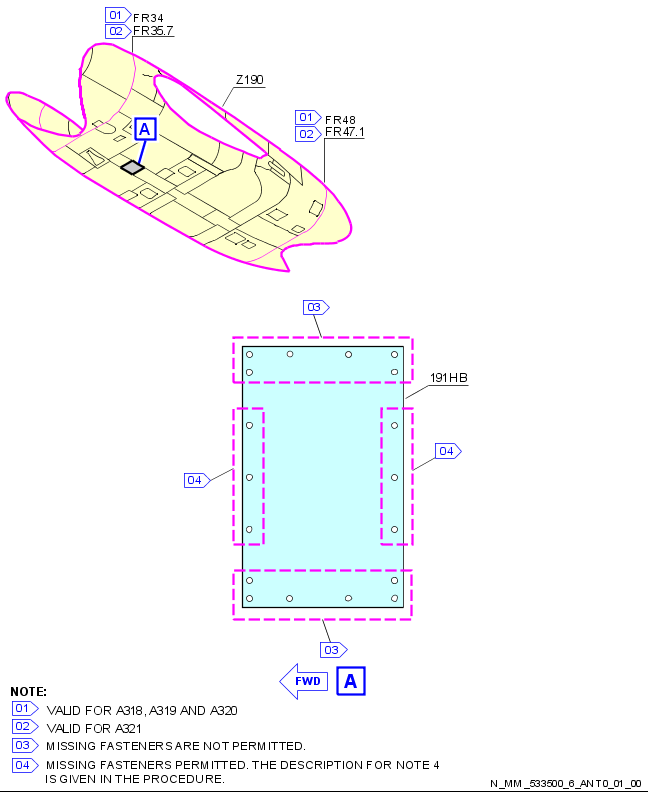 01 FR34
02 FR35.7
Z190
01 FR48
02 FR47.1
A
03
191HB
04
04
03
FWD A
NOTE:
01 VALID FOR A318, A319 AND A320
02 VALID FOR A321
03 MISSING FASTENERS ARE NOT PERMITTED.
04 MISSING FASTENERS PERMITTED. THE DESCRIPTION FOR NOTE 4
IS GIVEN IN THE PROCEDURE.
N_MM_533500_6_ANT0_01_00